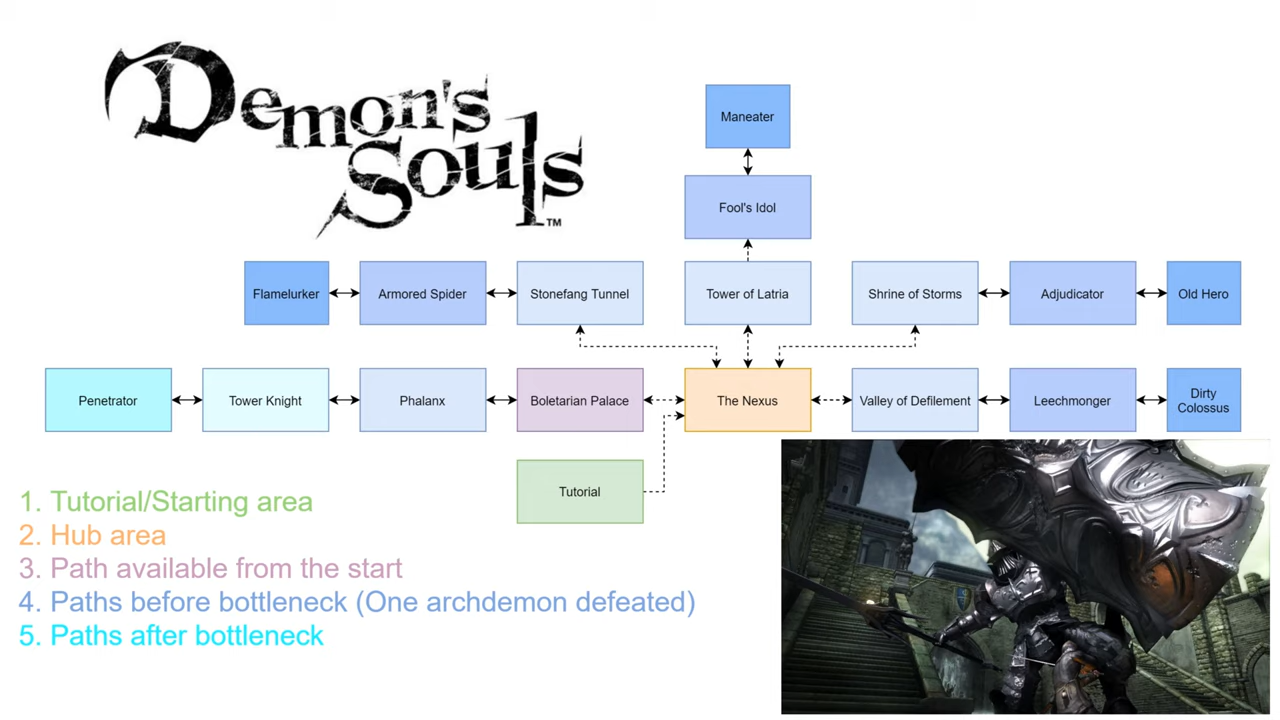 Demon's
Souls
TM
Maneater
Fool's Idol
Flamelurker
Armored Spider
Stonefang Tunnel
Tower of Latria
Shrine of Storms
Adjudicator
Old Hero
Penetrator
Tower Knight
Phalanx
Boletarian Palace
The Nexus
Valley of Defilement
Leechmonger
Dirty
Colossus
Tutorial
1. Tutorial/Starting area
2. Hub area
3. Path available from the start
4. Paths before bottleneck (One archdemon defeated)
5. Paths after bottleneck